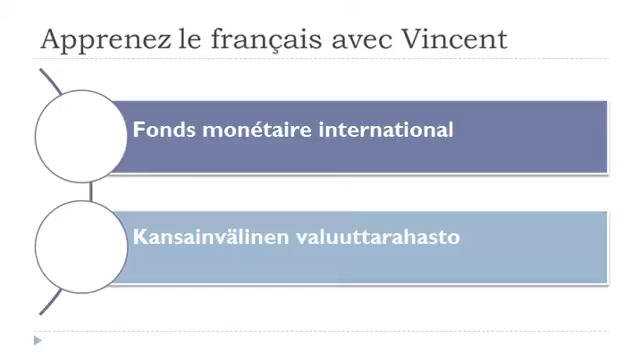 Apprenez le français avec Vincent
Fonds monétaire international
Kansainvälinen valuuttarahasto